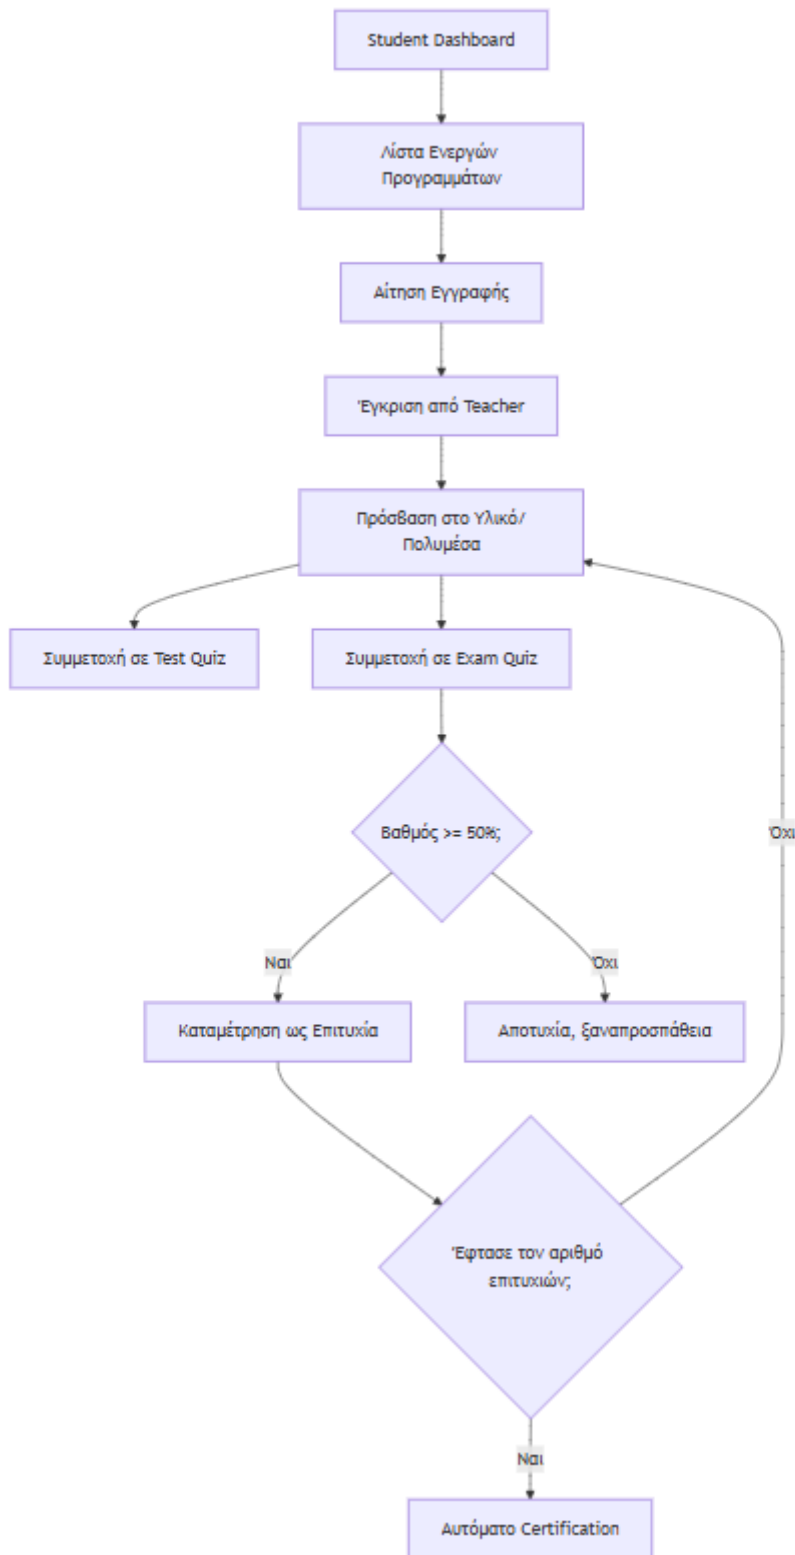 Student Dashboard
Λίστα Ενεργών
Προγραμμάτων
Αίτηση Εγγραφής
Έγκριση από Teacher
Πρόσβαση στο Υλικό/
Πολυμέσα
Συμμετοχή σε Test Quiz
Συμμετοχή σε Exam Quiz
Βαθμός >= 50%;
Όχι
Ναι
Όχι
Καταμέτρηση ως Επιτυχία
Αποτυχία, ξαναπροσπάθεια
Έφτασε τον αριθμό
επιτυχιών;
Ναι
Αυτόματο Certification